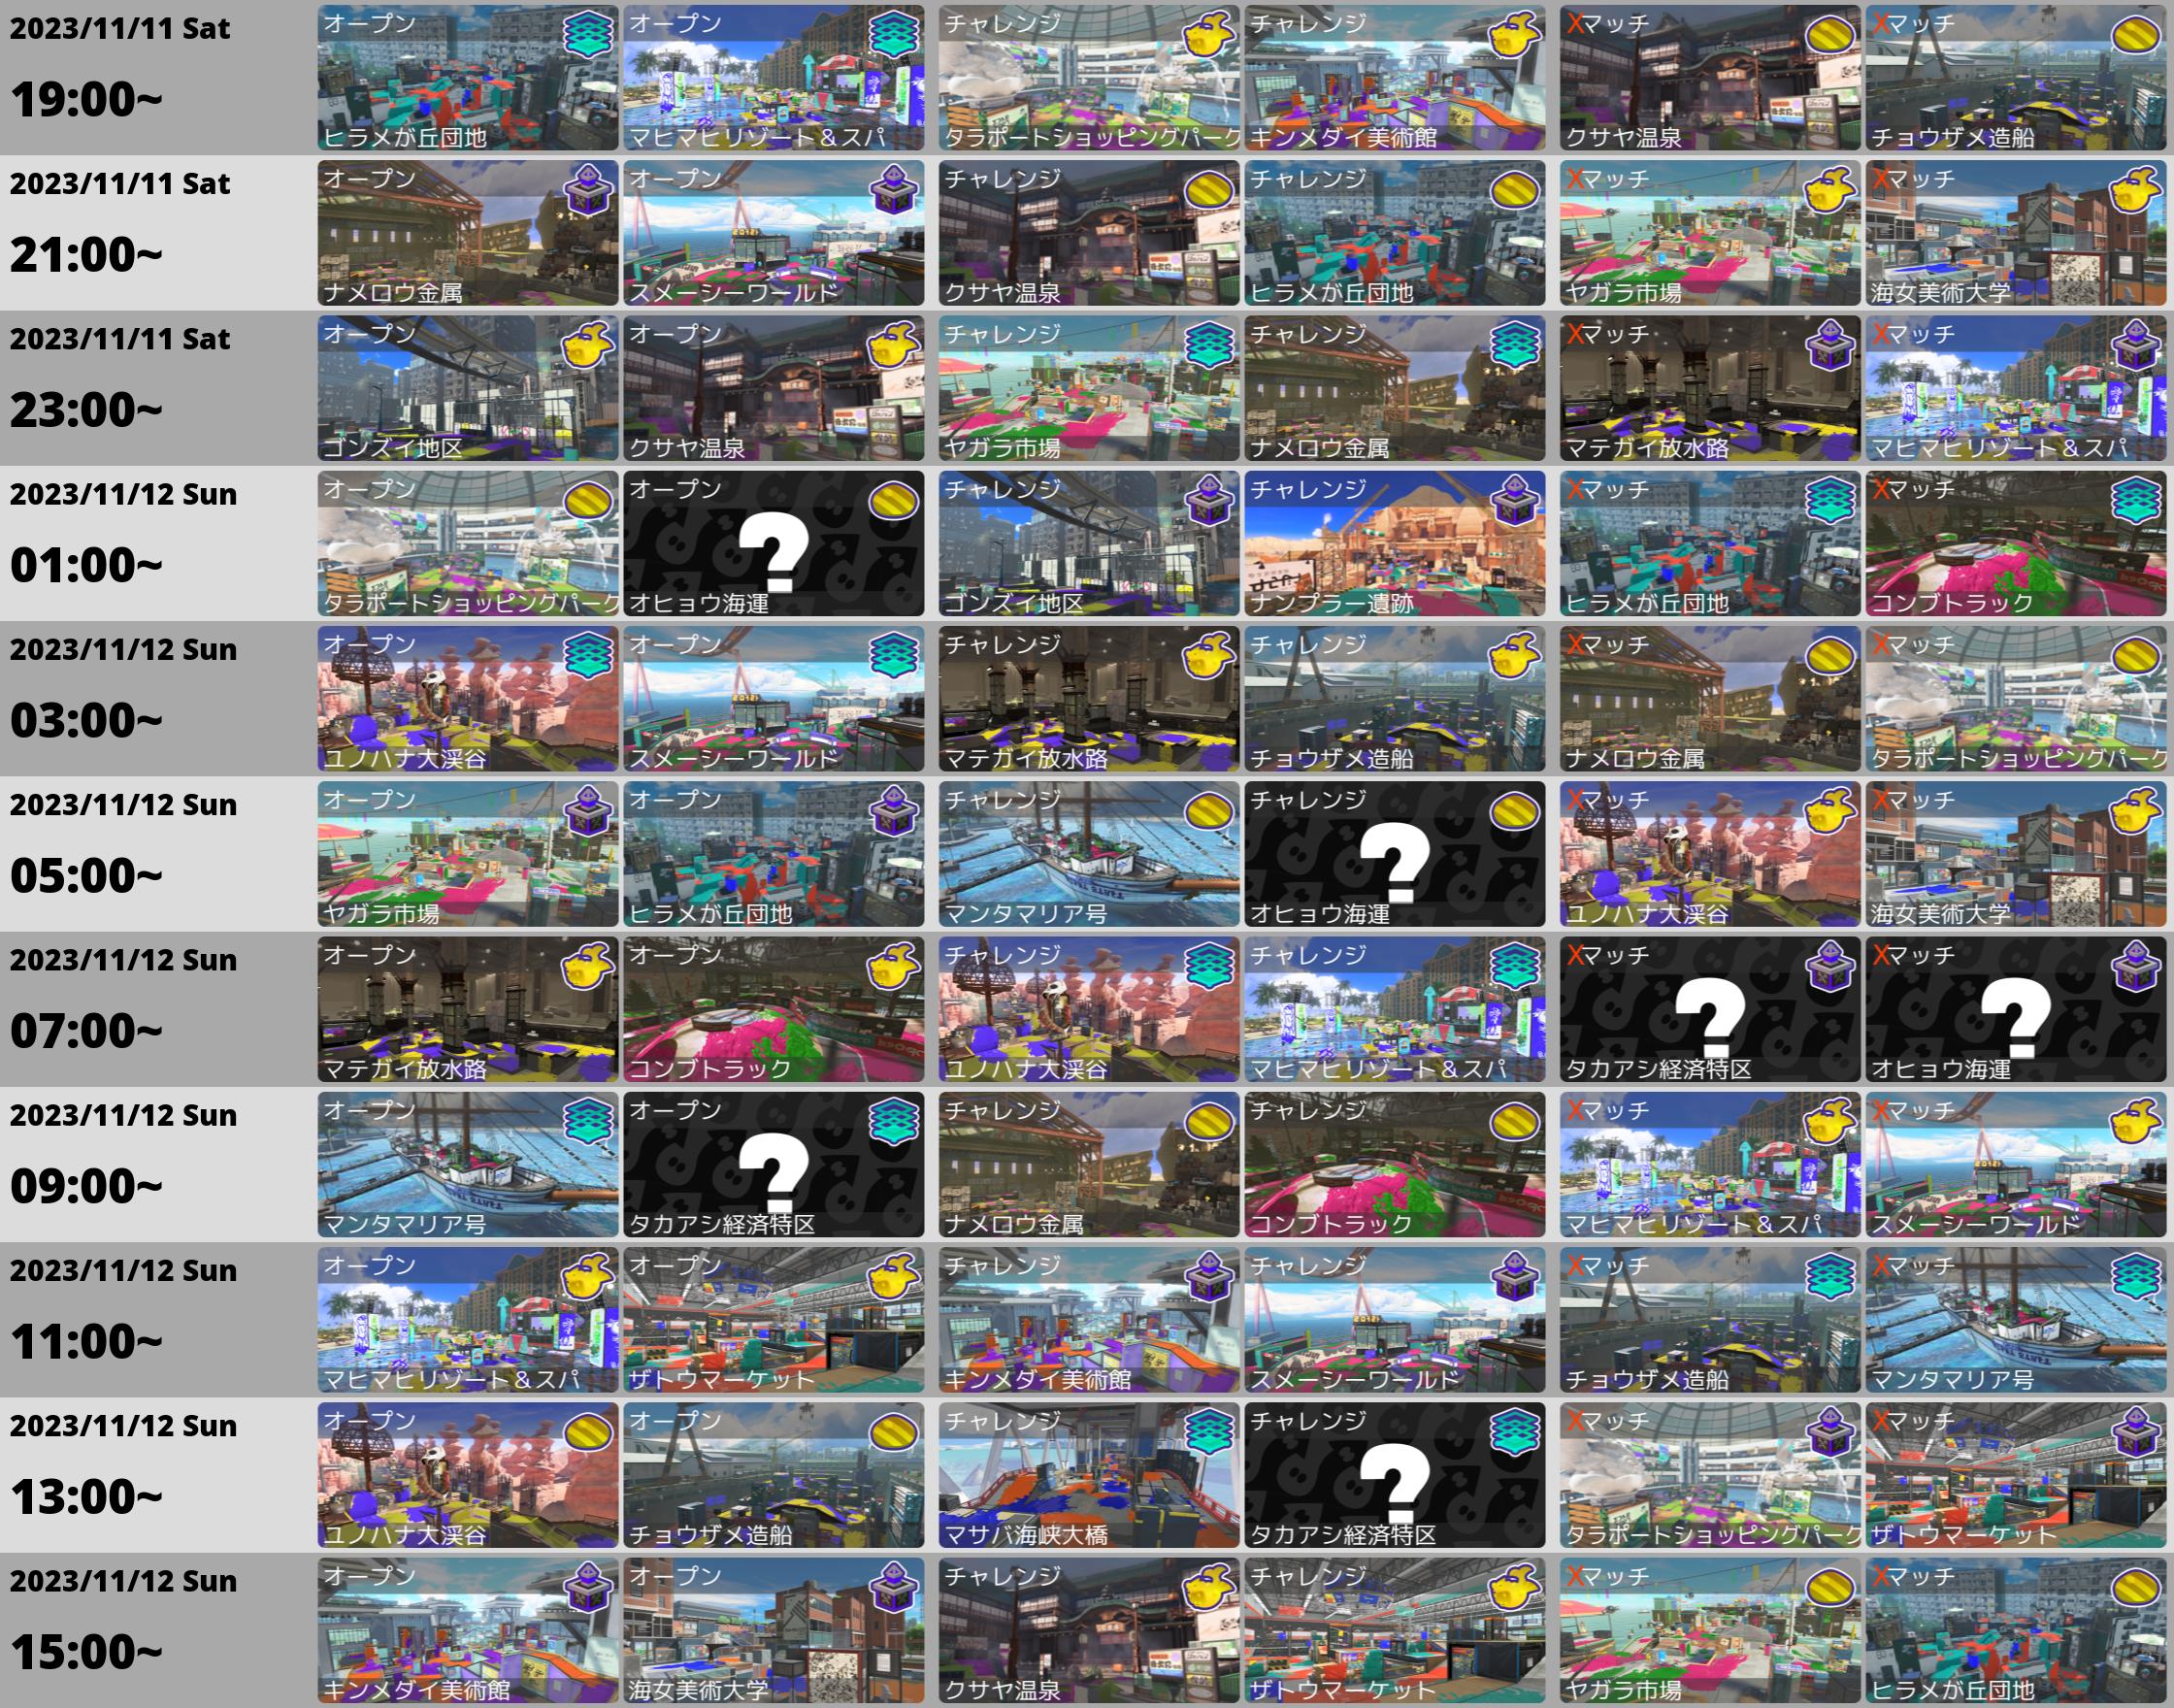 2023/11/11 Sat
19:00~
オープン
ヒラメが丘団地
オープン
マヒマヒリゾート＆スパ
チャレンジ
タラポートショッピングパーク
チャレンジ
キンメダイ美術館
Xマッチ
クサヤ温泉
Xマッチ
チョウザメ造船
2023/11/11 Sat
21:00~
オープン
ナメロウ金属
オープン
スメーシーワールド
チャレンジ
クサヤ温泉
チャレンジ
ヒラメが丘団地
Xマッチ
ヤガラ市場
Xマッチ
海女美術大学
2023/11/11 Sat
23:00~
オープン
ゴンズイ地区
オープン
クサヤ温泉
チャレンジ
ヤガラ市場
チャレンジ
ナメロウ金属
Xマッチ
マテガイ放水路
Xマッチ
マヒマヒリゾート＆スパ
2023/11/12 Sun
01:00~
オープン
タラポートショッピングパーク
オープン
?
オヒョウ海運
チャレンジ
ゴンズイ地区
チャレンジ
ナンプラー遺跡
Xマッチ
ヒラメが丘団地
Xマッチ
コンブトラック
2023/11/12 Sun
03:00~
オープン
ユノハナ大渓谷
オープン
スメーシーワールド
チャレンジ
マテガイ放水路
チャレンジ
チョウザメ造船
Xマッチ
ナメロウ金属
Xマッチ
タラポートショッピングパーク
2023/11/12 Sun
05:00~
オープン
ヤガラ市場
オープン
ヒラメが丘団地
チャレンジ
マンタマリア号
チャレンジ
?
オヒョウ海運
Xマッチ
ユノハナ大渓谷
Xマッチ
海女美術大学
2023/11/12 Sun
07:00~
オープン
マテガイ放水路
オープン
コンブトラック
チャレンジ
ユノハナ大渓谷
チャレンジ
マヒマヒリゾート＆スパ
Xマッチ
?
タカアシ経済特区
Xマッチ
?
オヒョウ海運
2023/11/12 Sun
09:00~
オープン
マンタマリア号
オープン
?
タカアシ経済特区
チャレンジ
ナメロウ金属
チャレンジ
コンブトラック
Xマッチ
マヒマヒリゾート＆スパ
Xマッチ
スメーシーワールド
2023/11/12 Sun
11:00~
オープン
マヒマヒリゾート＆スパ
オープン
ザトウマーケット
チャレンジ
キンメダイ美術館
チャレンジ
スメーシーワールド
Xマッチ
チョウザメ造船
Xマッチ
マンタマリア号
2023/11/12 Sun
13:00~
オープン
ユノハナ大渓谷
オープン
チョウザメ造船
チャレンジ
マサバ海峡大橋
チャレンジ
?
タカアシ経済特区
Xマッチ
タラポートショッピングパーク
Xマッチ
ザトウマーケット
2023/11/12 Sun
15:00~
オープン
キンメダイ美術館
オープン
海女美術大学
チャレンジ
クサヤ温泉
チャレンジ
ザトウマーケット
Xマッチ
ヤガラ市場
Xマッチ
ヒラメが丘団地